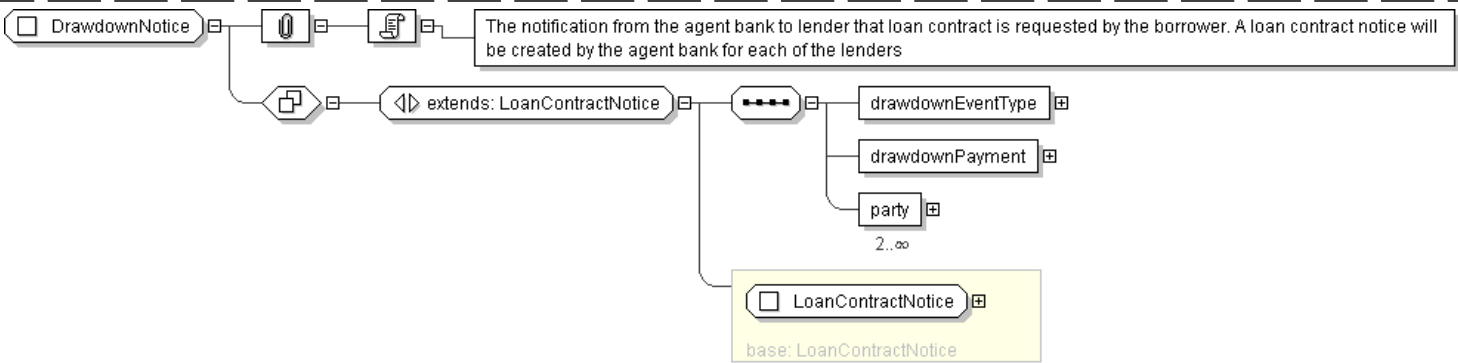 DrawdownNotice
The notification from the agent bank to lender that loan contract is requested by the borrower. A loan contract notice will
be created by the agent bank for each of the lenders
extends: LoanContractNotice
drawdownEventType
drawdownPayment
party
2..∞
LoanContractNotice
base: LoanContractNotice